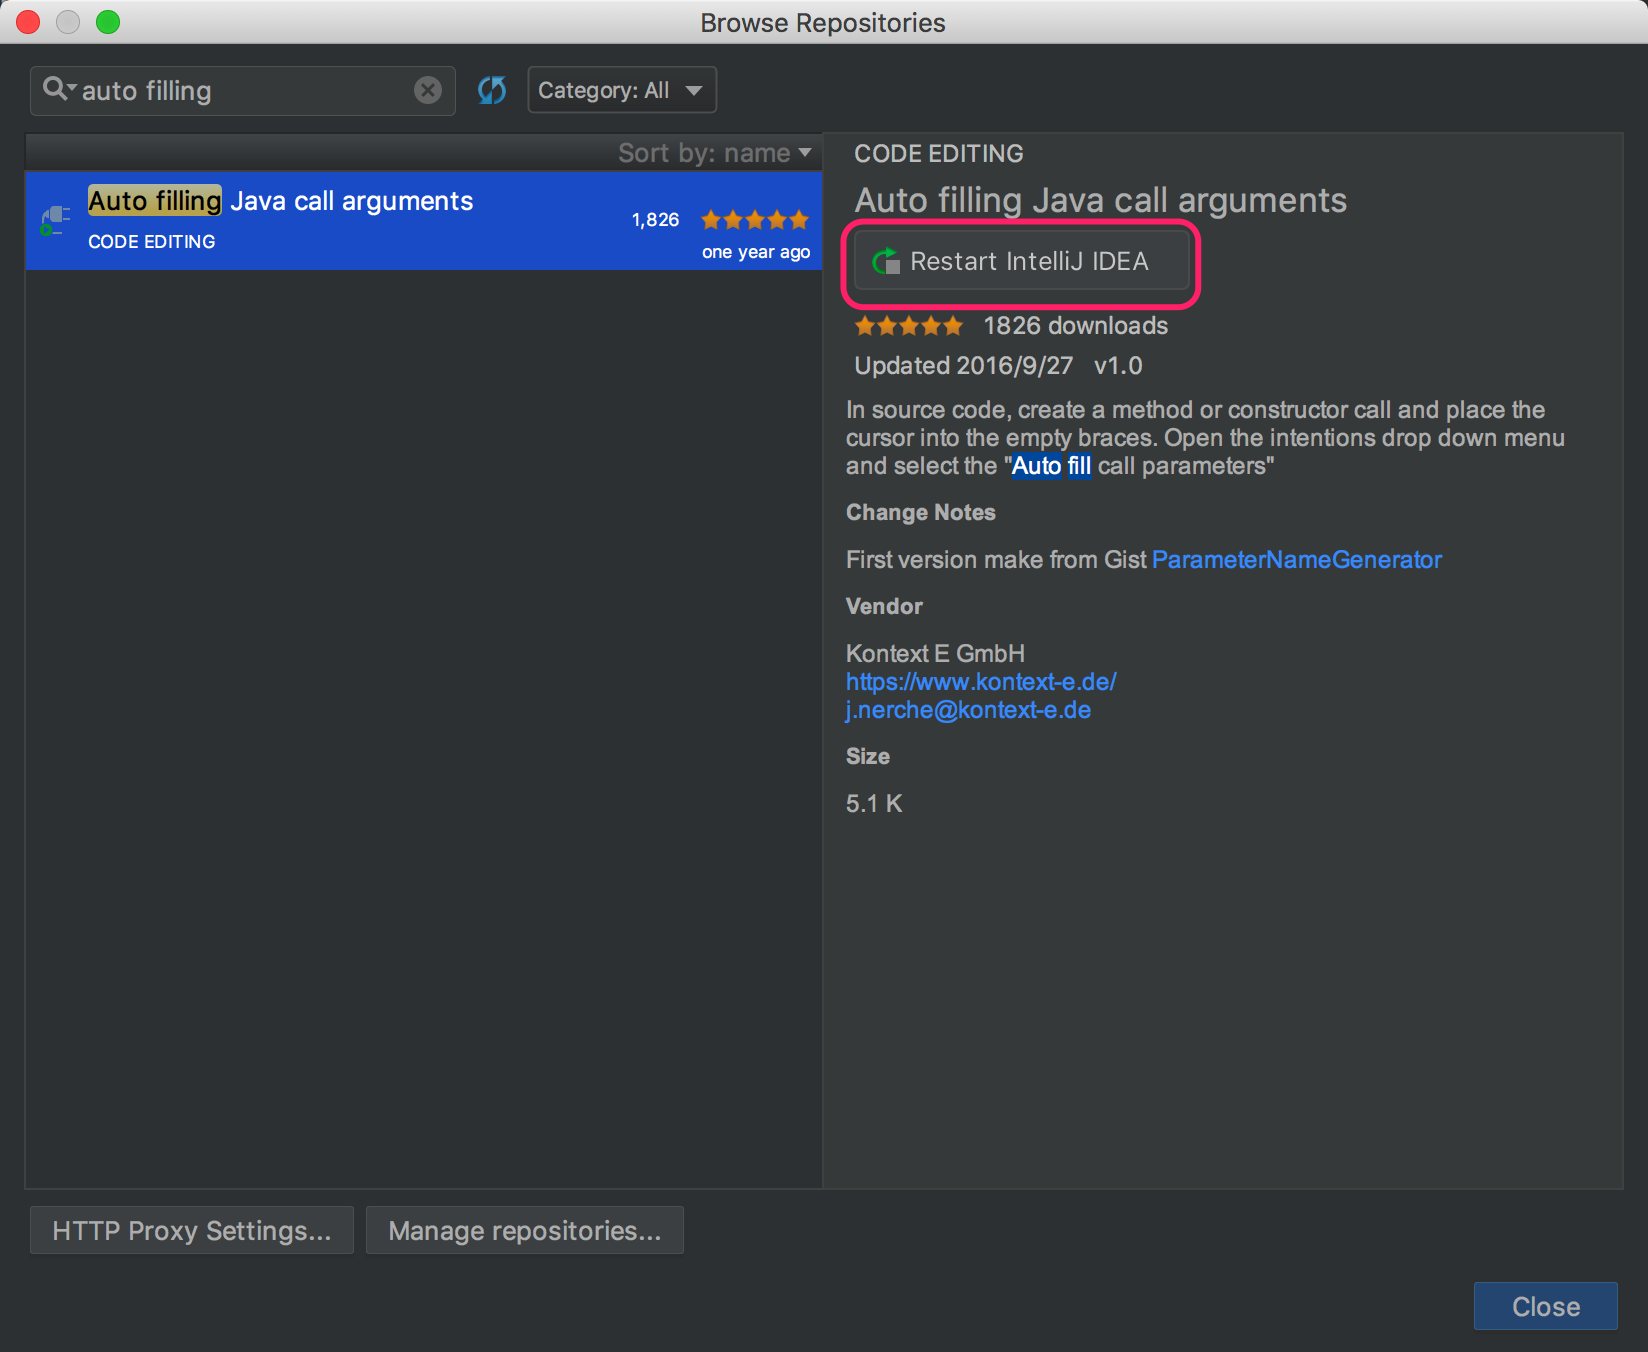 Browse Repositories
auto filling
Category: All
Sort by: name
Auto filling Java call arguments
CODE EDITING
1,826
one year ago
CODE EDITING
Auto filling Java call arguments
Restart IntelliJ IDEA
1826 downloads
Updated 2016/9/27 v1.0
In source code, create a method or constructor call and place the
cursor into the empty braces. Open the intentions drop down menu
and select the "Auto fill call parameters"
Change Notes
First version make from Gist ParameterNameGenerator
Vendor
Kontext E GmbH
https://www.kontext-e.de/
j.nerche@kontext-e.de
Size
5.1 K
HTTP Proxy Settings...
Manage repositories...
Close